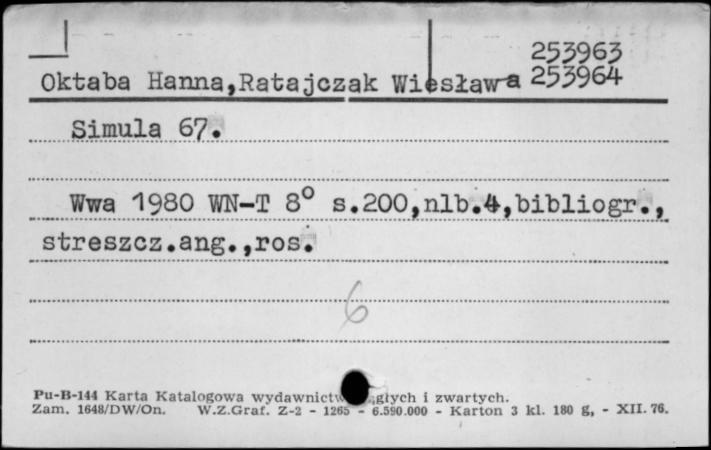 253963
Oktaba Hanna,Ratajczak Wiesława 253964
Simula 67.
Wwa 1980 WN-T 8° s.200,nlb.4,bibliogr.,
streszcz.ang.,ros.
6
Pu-B-144 Karta Katalogowa i zwartych.
Zam. 1648/DW/On. W.Z.Graf. Z-2 - 1265 - 6.590.000 - Karton 3 kl. 180 g, - XII. 76.